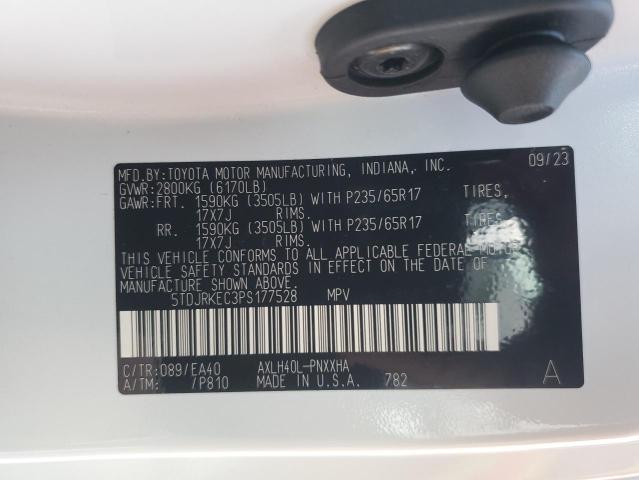 MFD.BY:TOYOTA MOTOR MANUFACTURING, INDIANA, INC. 09/23
GVWR:2800KG (6170LB)
GAWR:FRT. 1590KG (3505LB) WITH P235/65R17 TIRES,
17X7J RIMS.
RR. 1590KG (3505LB) WITH P235/65R17 TIRES,
17X7J RIMS.
THIS VEHICLE CONFORMS TO ALL APPLICABLE FEDERAL MOTOR
VEHICLE SAFETY STANDARDS IN EFFECT ON THE DATE OF
MANUFACTURE SHOWN ABOVE.
5TDJRKEC3PS177528 MPV
C/TR:089/EA40 AXLH40L-PNXXHA
A/TM: /P810 MADE IN U.S.A. 782 A